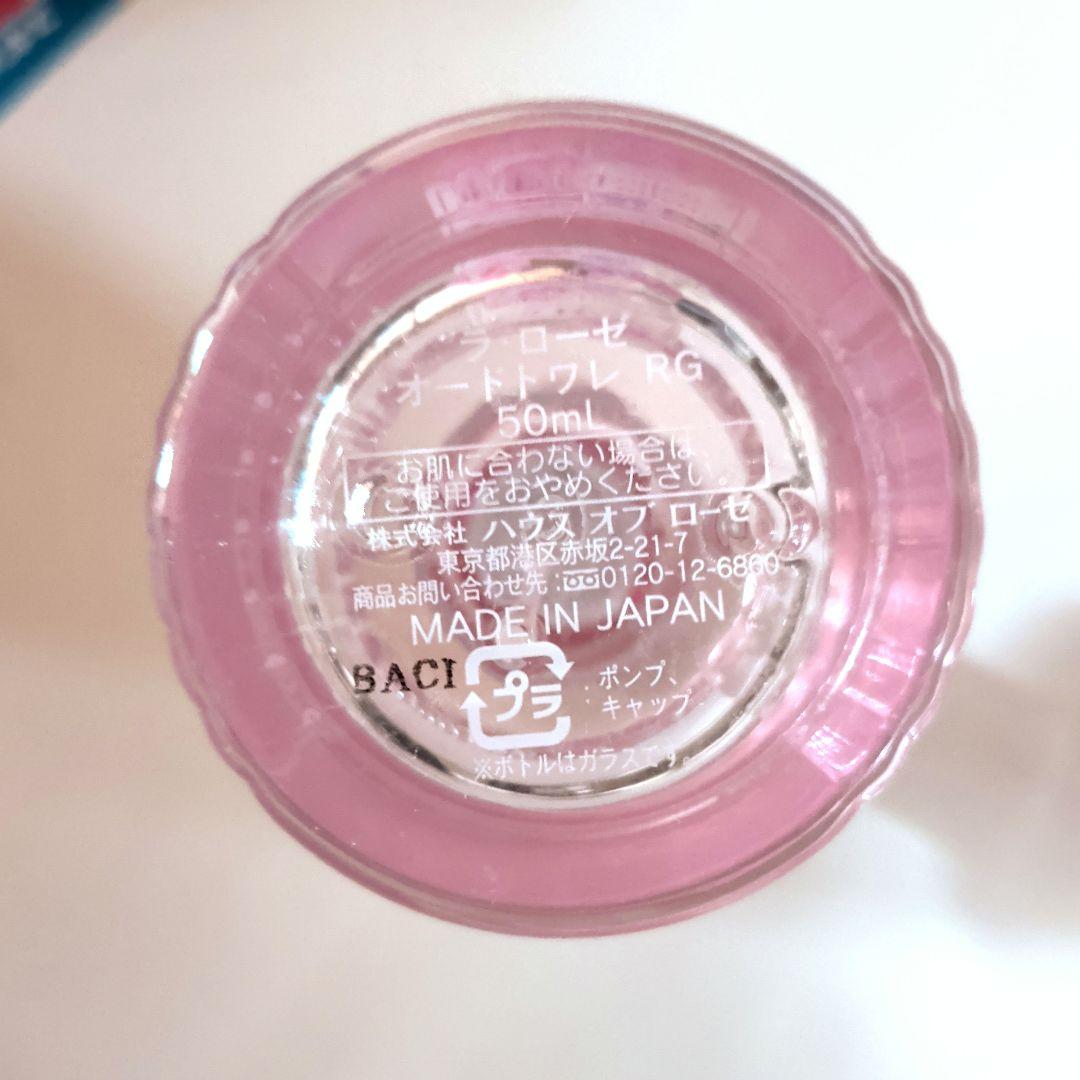 ラ ローゼ
オードトワレ RG
50mL
お肌に合わない場合は、
ご使用をおやめください。
株式会社 ハウス オブ ローゼ
東京都港区赤坂2-21-7
商品お問い合わせ先:0120-12-6860
MADE IN JAPAN
BACI
プラ
ポンプ、
キャップ
※ボトルはガラスです。